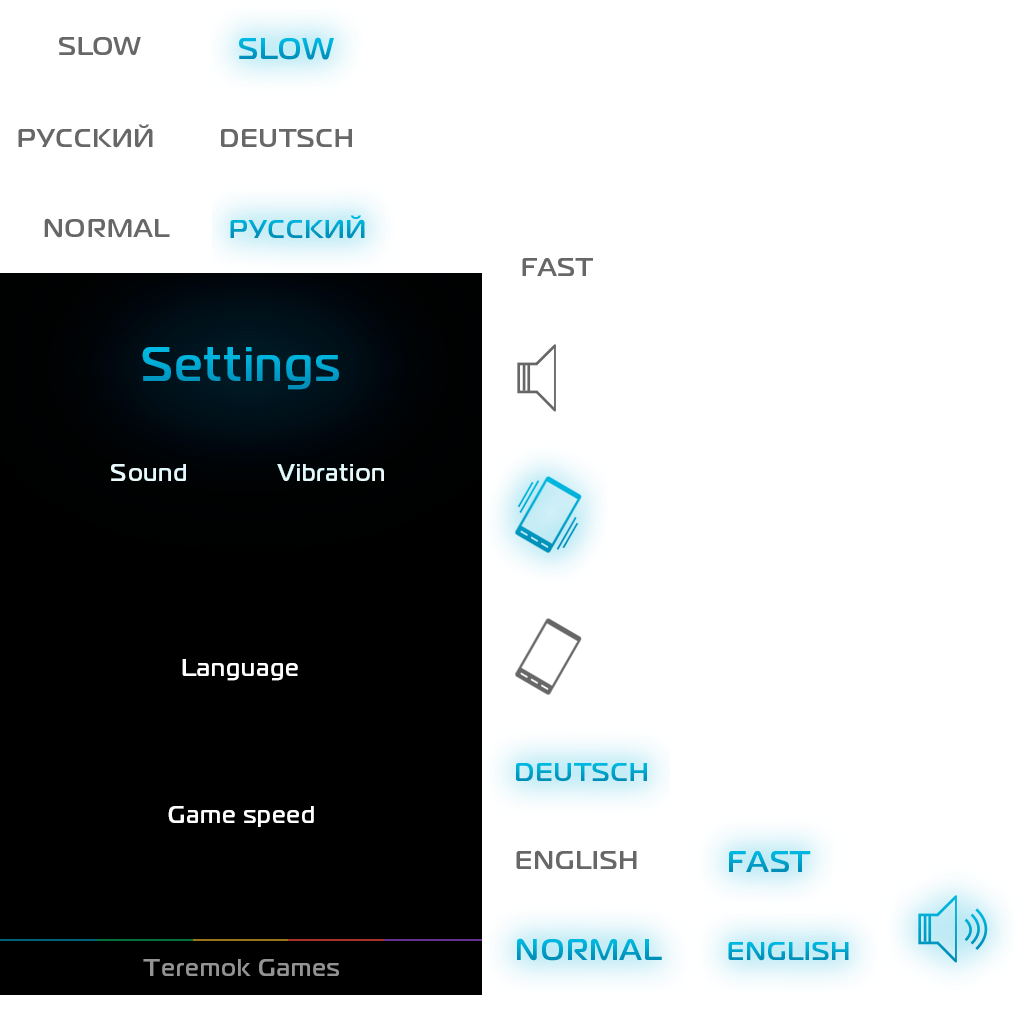 SLOW
SLOW
РУССКИЙ
DEUTSCH
NORMAL
РУССКИЙ
FAST
Settings
Sound
Vibration
Language
Game speed
Teremok Games
DEUTSCH
ENGLISH
FAST
NORMAL
ENGLISH